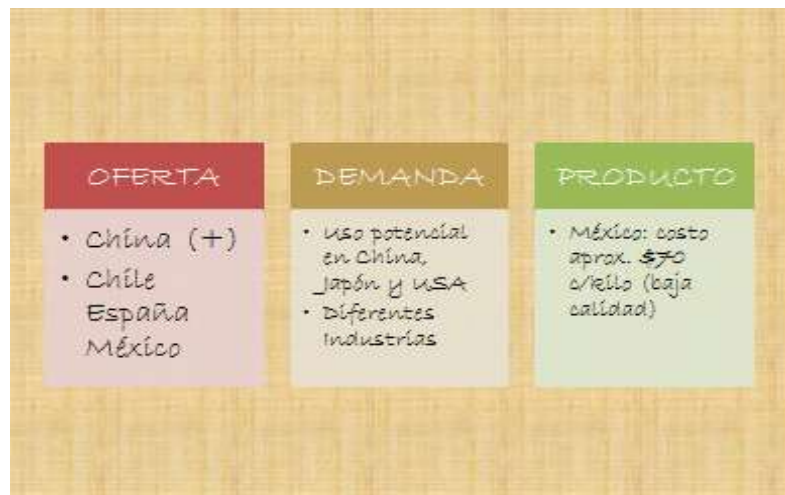 OFERTA
• China (+)
• Chile
España
México
DEMANDA
• Uso potencial
en China,
Japón y USA
• Diferentes
Industrias
PRODUCTO
• México: costo
aprox. $70
c/kilo (baja
calidad)